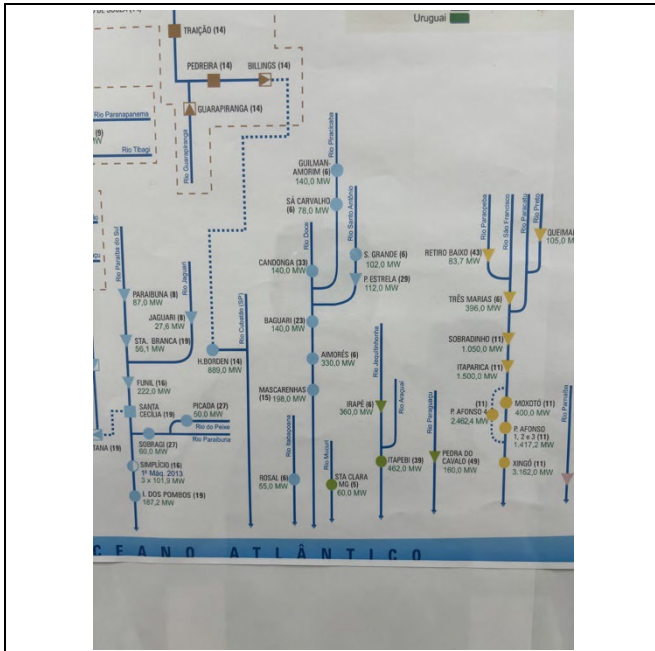 Uruguai
TRAIÇÃO (14)
PEDREIRA (14)
BILLINGS (14)
GUARAPIRANGA (14)
Rio Guarapiranga
Rio Paranapanema
Rio Tibagi
Rio Piracicaba
GUILMAN-
AMORIM (6)
140,0 MW
SÁ CARVALHO
(6) 78,0 MW
Rio Santo Antônio
Rio Doce
CANDONGA (33)
140,0 MW
S. GRANDE (6)
102,0 MW
P. ESTRELA (29)
112,0 MW
BAGUARI (23)
140,0 MW
AIMORÉS (6)
330,0 MW
MASCARENHAS
(15) 198,0 MW
Rio Paraopeba
Rio São Francisco
Rio Paracatu
Rio Preto
RETIRO BAIXO (43)
83,7 MW
105,0 M
TRÊS MARIAS (6)
396,0 MW
SOBRADINHO (11)
1.050,0 MW
ITAPARICA (11)
1.500,0 MW
(11)
P. AFONSO 4
2.462,4 MW
MOXOTÓ (11)
400,0 MW
P. AFONSO
1, 2 e 3 (11)
1.417,2 MW
XINGÓ (11)
3.162,0 MW
Rio Parnaíba
Rio Paraíba do Sul
Rio Jaguari
PARAIBUNA (8)
87,0 MW
JAGUARI (8)
27,6 MW
STA. BRANCA (19)
56,1 MW
Rio Cubatão (SP)
H.BORDEN (14)
889,0 MW
FUNIL (16)
222,0 MW
SANTA
CECÍLIA (19)
PICADA (27)
50,0 MW
Rio do Peixe
Rio Paraibuna
TANA (19)
SOBRAGI (27)
60,0 MW
SIMPLÍCIO (16)
1ª Máq. 2013
3 x 101,9 MW
I. DOS POMBOS (19)
187,2 MW
Rio Itabapoana
ROSAL (6)
55,0 MW
Rio Mucuri
STA CLARA
MG (5)
60,0 MW
Rio Jequitinhonha
Rio Araçuaí
IRAPÉ (6)
360,0 MW
ITAPEBI (39)
462,0 MW
Rio Paraguaçu
PEDRA DO
CAVALO (49)
160,0 MW
CEANO ATLÂNTICO